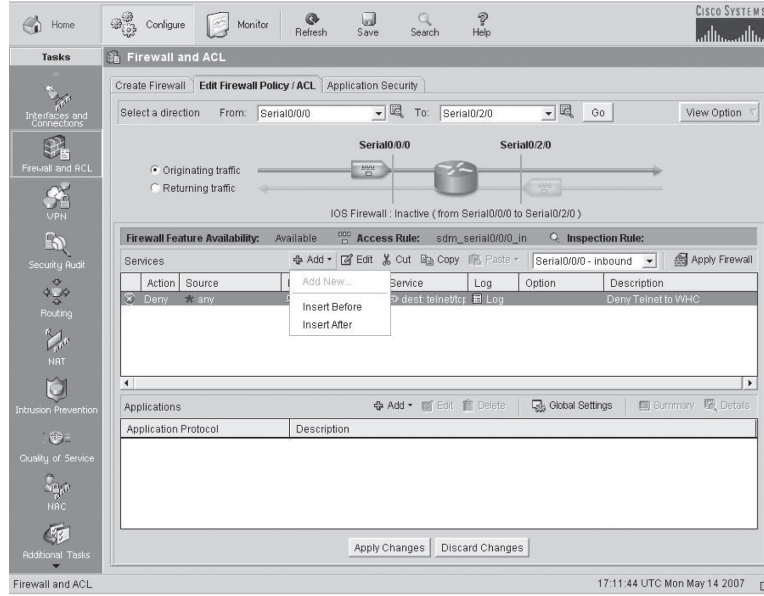 Home
Configure
Monitor
Refresh
Save
Search
Help
CISCO SYSTEMS
Tasks
Firewall and ACL
Interfaces and
Connections
Firewall and ACL
VPN
Security Audit
Routing
NAT
Intrusion Prevention
Quality of Service
NAC
Additional Tasks
Create Firewall Edit Firewall Policy / ACL Application Security
Select a direction From: Serial0/0/0 To: Serial0/2/0 Go View Option
Serial0/0/0 Serial0/2/0
Originating traffic
Returning traffic
IOS Firewall : Inactive ( from Serial0/0/0 to Serial0/2/0 )
Firewall Feature Availability: Available Access Rule: sdm_serial0/0/0_in Inspection Rule:
Services Add Edit Cut Copy Paste Serial0/0/0 - inbound Apply Firewall
Action Source Service Log Option Description
Deny any dest: telnet/tcp Log Deny Telnet to WHC
Add New...
Insert Before
Insert After
Applications Add Edit Delete Global Settings Summary Details
Application Protocol Description
Apply Changes Discard Changes
Firewall and ACL 17:11:44 UTC Mon May 14 2007